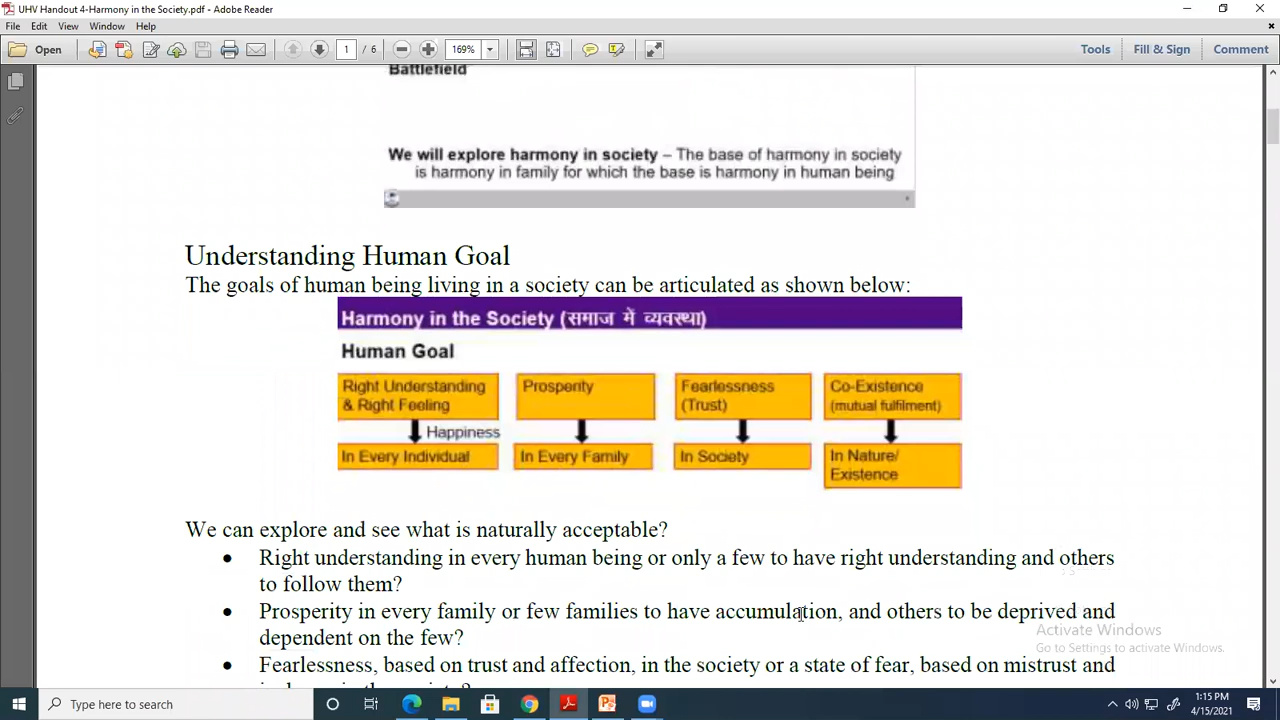 UHV Handout 4-Harmony in the Society.pdf - Adobe Reader
File Edit View Window Help
Open 1 / 6 169% Tools Fill & Sign Comment
Battlefield
We will explore harmony in society – The base of harmony in society
is harmony in family for which the base is harmony in human being
Understanding Human Goal
The goals of human being living in a society can be articulated as shown below:
Harmony in the Society (समाज में व्यवस्था)
Human Goal
Right Understanding
& Right Feeling
Prosperity
Fearlessness
(Trust)
Co-Existence
(mutual fulfilment)
Happiness
In Every Individual
In Every Family
In Society
In Nature/
Existence
We can explore and see what is naturally acceptable?
• Right understanding in every human being or only a few to have right understanding and others
to follow them?
• Prosperity in every family or few families to have accumulation, and others to be deprived and
dependent on the few?
• Fearlessness, based on trust and affection, in the society or a state of fear, based on mistrust and
Activate Windows
Go to Settings to activate Windows.
Type here to search
1:15 PM
4/15/2021